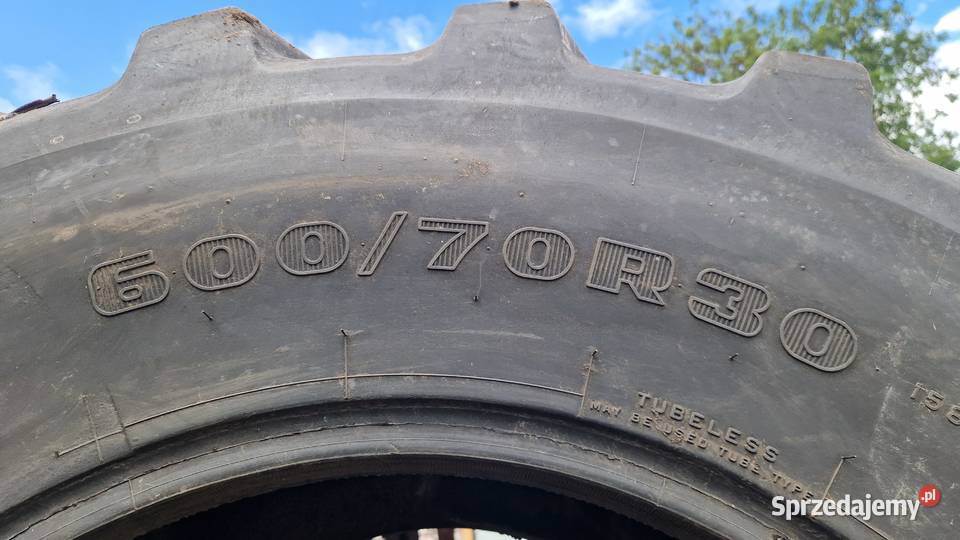 600/70R30
TUBELESS
MAY BE USED TUBE TYPE
Sprzedajemy.pl